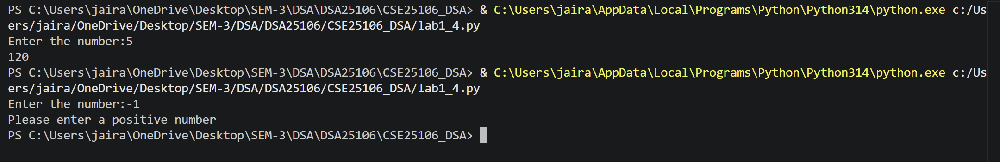 PS C:\Users\jaira\OneDrive\Desktop\SEM-3\DSA\DSA25106\CSE25106_DSA> & C:\Users\jaira\AppData\Local\Programs\Python\Python314\python.exe c:/Us
ers/jaira/OneDrive/Desktop/SEM-3/DSA/DSA25106/CSE25106_DSA/lab1_4.py
Enter the number:5
120
PS C:\Users\jaira\OneDrive\Desktop\SEM-3\DSA\DSA25106\CSE25106_DSA> & C:\Users\jaira\AppData\Local\Programs\Python\Python314\python.exe c:/Us
ers/jaira/OneDrive/Desktop/SEM-3/DSA/DSA25106/CSE25106_DSA/lab1_4.py
Enter the number:-1
Please enter a positive number
PS C:\Users\jaira\OneDrive\Desktop\SEM-3\DSA\DSA25106\CSE25106_DSA>